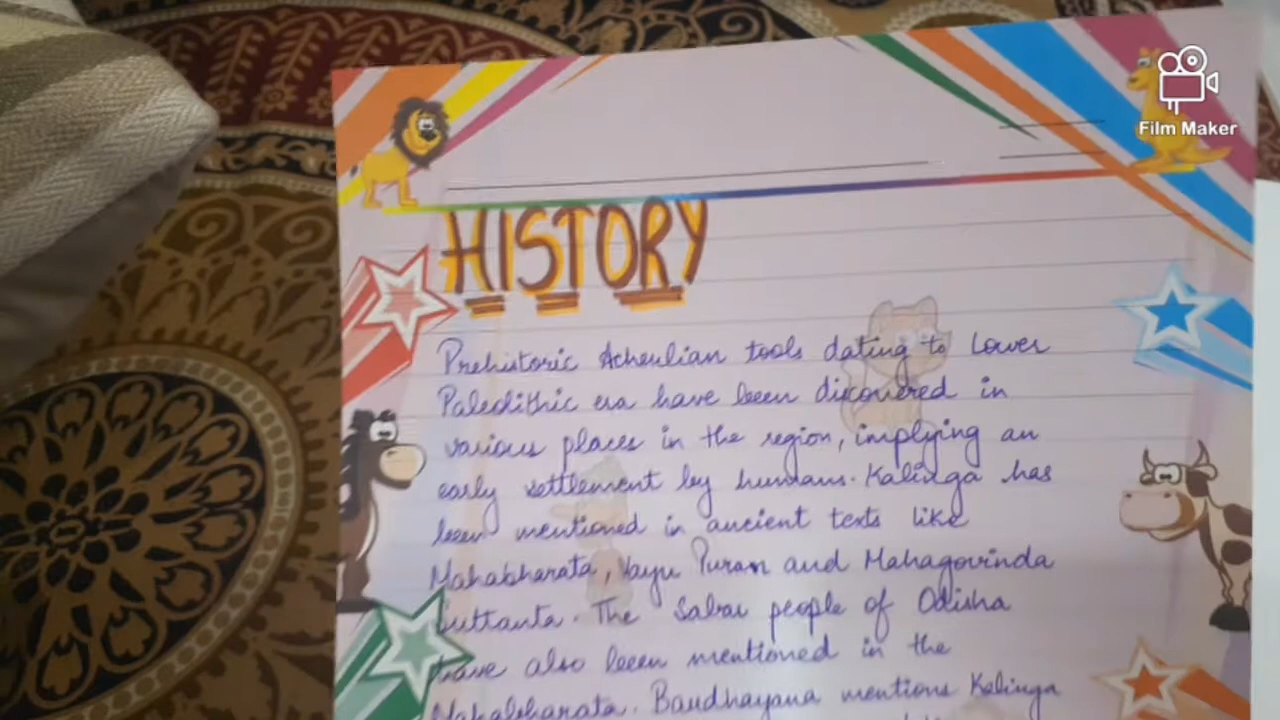 Film Maker
HISTORY
Prehistoric Acheulian tools dating to Lower
Paleolithic era have been discovered in
various places in the region, implying an
early settlement by humans. Kalinga has
been mentioned in ancient texts like
Mahabharata, Vayu Puran and Mahagovinda
Suttanta. The Sabar people of Odisha
have also been mentioned in the
Mahabharata. Baudhayana mentions Kalinga